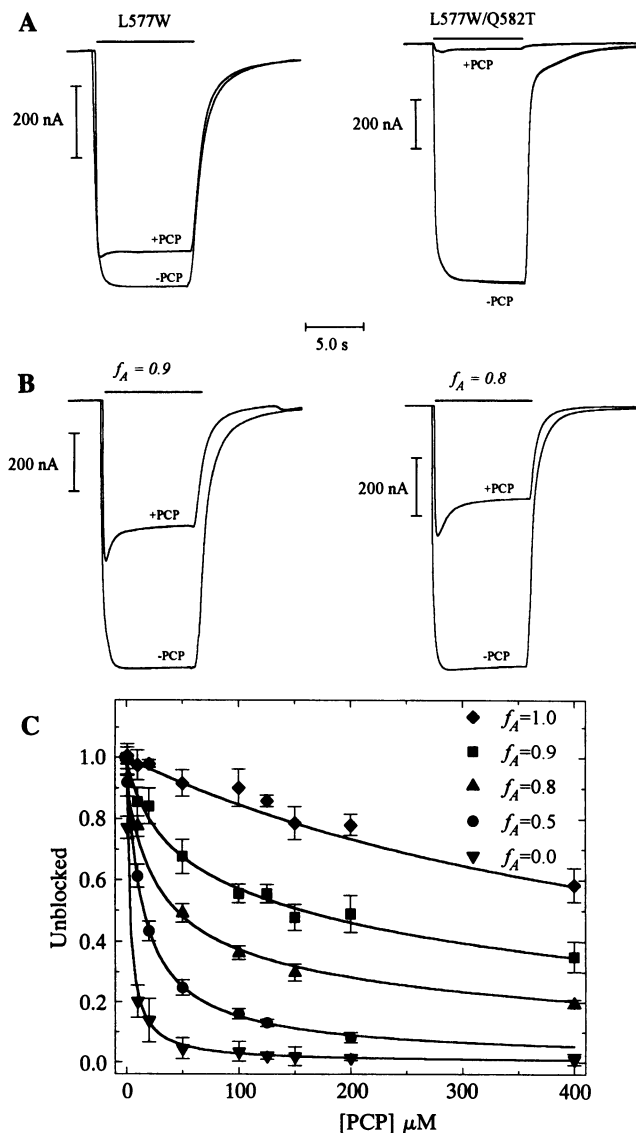 A
L577W
L577W/Q582T
200 nA
+PCP
-PCP
200 nA
+PCP
-PCP
5.0 s
B
f_A = 0.9
f_A = 0.8
200 nA
+PCP
-PCP
200 nA
+PCP
-PCP
C
f_A=1.0
f_A=0.9
f_A=0.8
f_A=0.5
f_A=0.0
Unblocked
1.0
0.8
0.6
0.4
0.2
0.0
0 100 200 300 400
[PCP] μM